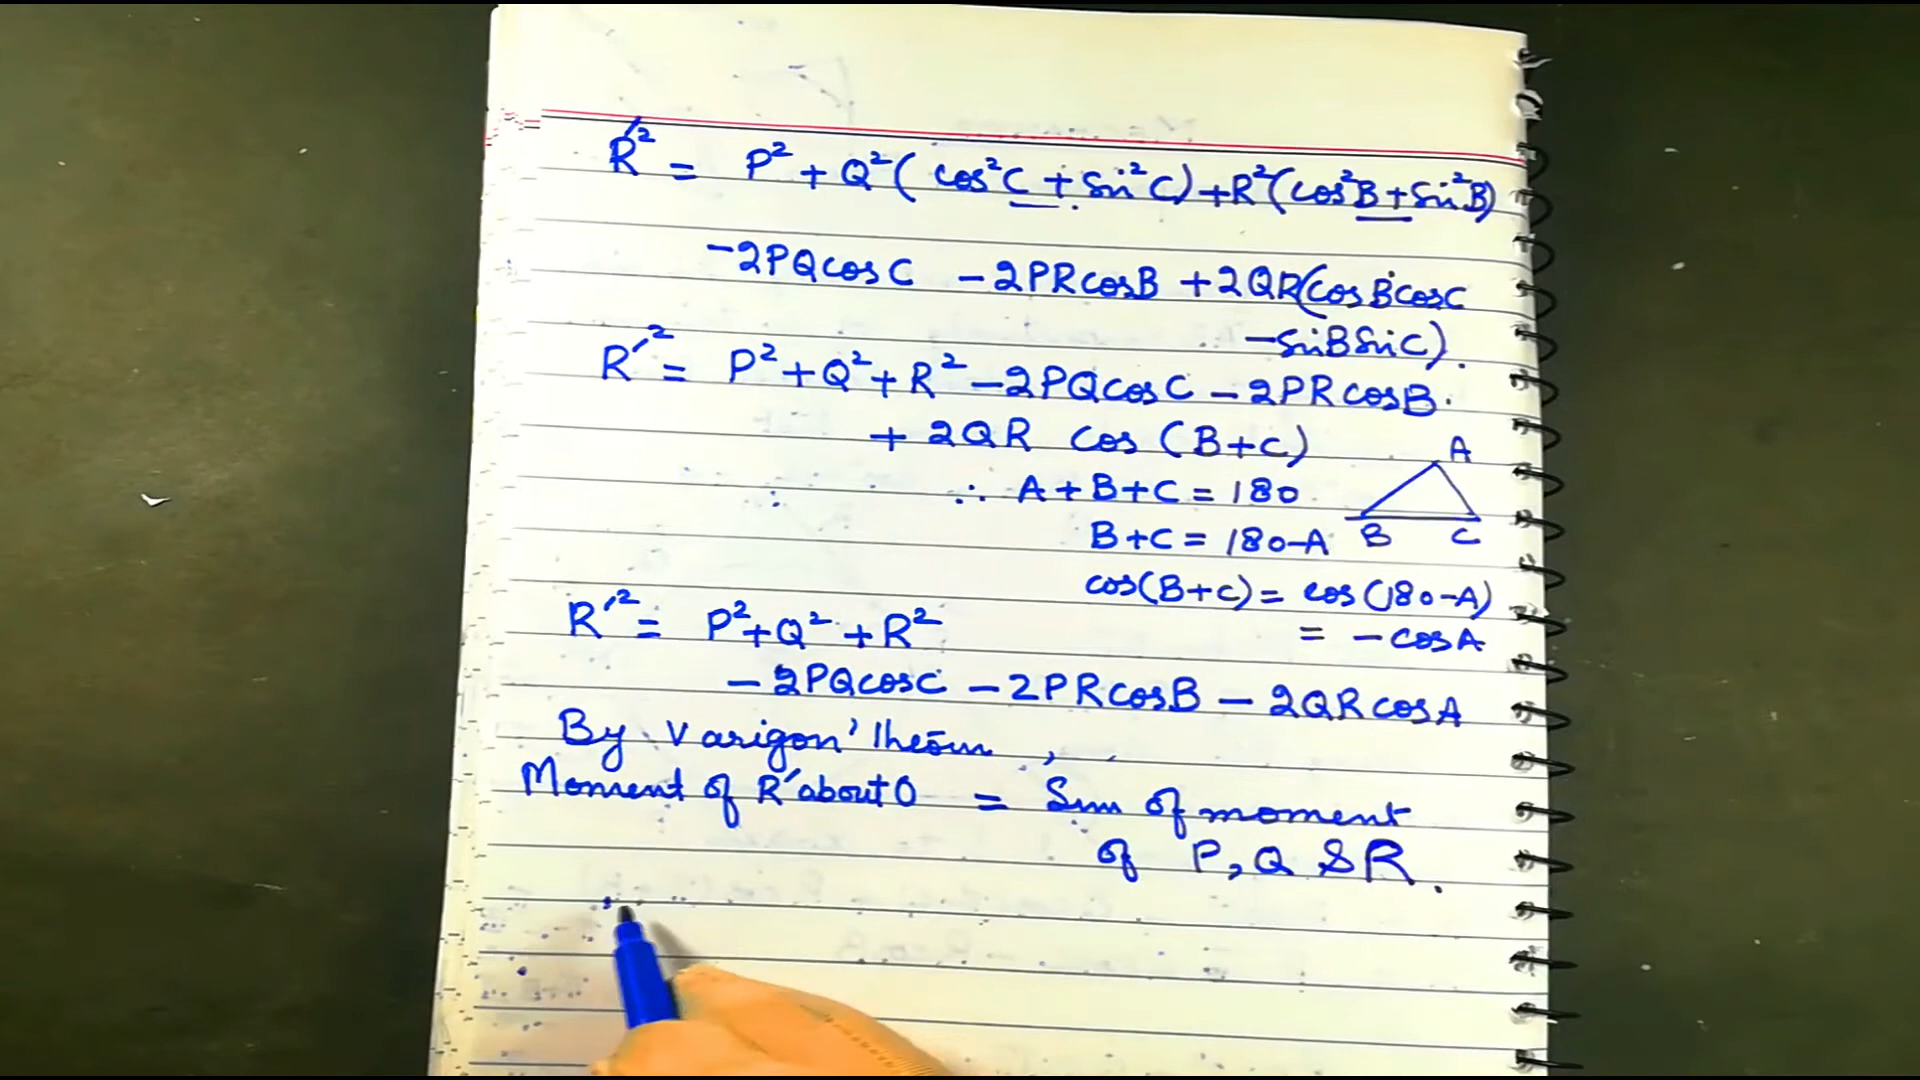 R'² = P² + Q² ( cos²C + sin²C) + R² (cos²B + sin²B)
-2PQcosC - 2PRcosB + 2QR(cosBcosC
- sinBsinC).
R'² = P² + Q² + R² - 2PQcosC - 2PRcosB.
+ 2QR cos (B+C)
A
∴ A + B + C = 180
B + C = 180-A
B C
cos(B+C) = cos(180-A)
R'² = P² + Q² + R²
= - cosA
- 2PQcosC - 2PRcosB - 2QRcosA
By Varigon' Theorem,
Moment of R' about O = Sum of moment
of P, Q & R.